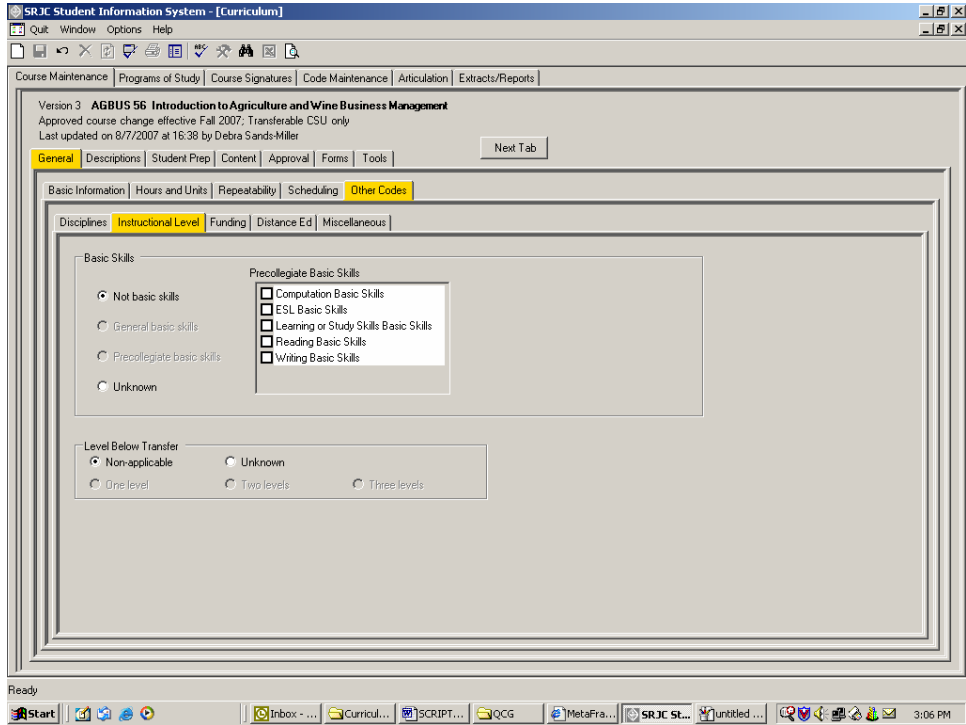 SRJC Student Information System - [Curriculum]
Quit Window Options Help
Course Maintenance Programs of Study Course Signatures Code Maintenance Articulation Extracts/Reports
Version 3 AGBUS 56 Introduction to Agriculture and Wine Business Management
Approved course change effective Fall 2007; Transferable CSU only
Last updated on 8/7/2007 at 16:38 by Debra Sands-Miller
Next Tab
General Descriptions Student Prep Content Approval Forms Tools
Basic Information Hours and Units Repeatability Scheduling Other Codes
Disciplines Instructional Level Funding Distance Ed Miscellaneous
Basic Skills
Precollegiate Basic Skills
Not basic skills
General basic skills
Precollegiate basic skills
Unknown
Computation Basic Skills
ESL Basic Skills
Learning or Study Skills Basic Skills
Reading Basic Skills
Writing Basic Skills
Level Below Transfer
Non-applicable Unknown
One level Two levels Three levels
Ready
Start Inbox - ... Curricul... SCRIPT... QCG MetaFra... SRJC St... untitled ... 3:06 PM